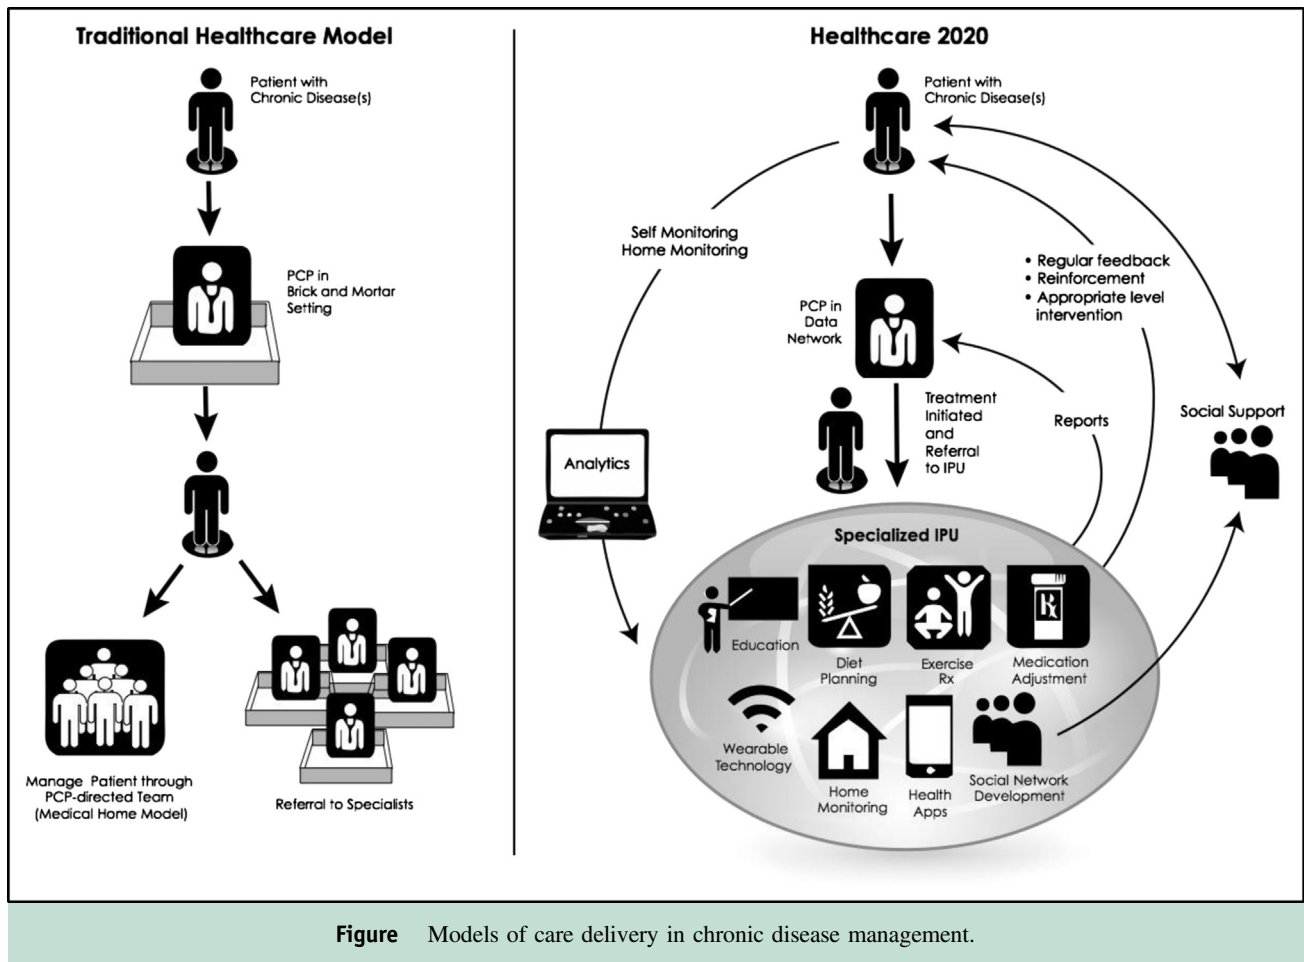 Traditional Healthcare Model
Patient with
Chronic Disease(s)
PCP in
Brick and Mortar
Setting
Manage Patient through
PCP-directed Team
(Medical Home Model)
Referral to Specialists
Healthcare 2020
Patient with
Chronic Disease(s)
Self Monitoring
Home Monitoring
• Regular feedback
• Reinforcement
• Appropriate level
intervention
PCP in
Data
Network
Treatment
Initiated
and
Referral
to IPU
Reports
Social Support
Analytics
Specialized IPU
Education
Diet
Planning
Exercise
Rx
Rx
Medication
Adjustment
Wearable
Technology
Home
Monitoring
Health
Apps
Social Network
Development
Figure Models of care delivery in chronic disease management.